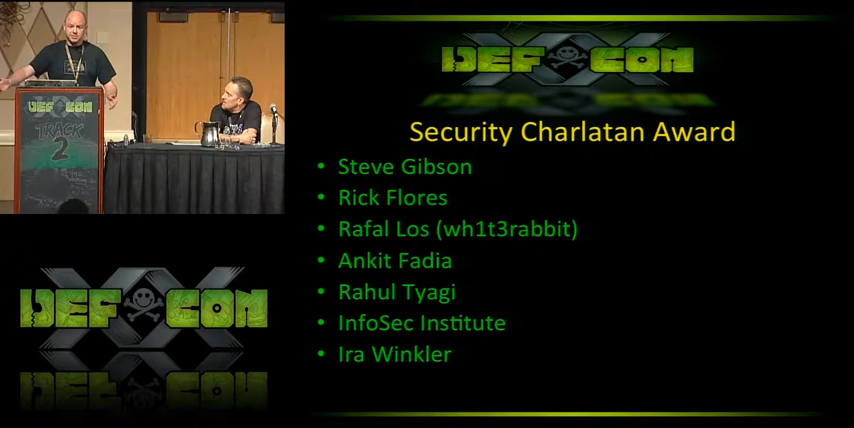 DEF CON
TRACK
2
DEF CON
DEF CON
Security Charlatan Award
• Steve Gibson
• Rick Flores
• Rafal Los (wh1t3rabbit)
• Ankit Fadia
• Rahul Tyagi
• InfoSec Institute
• Ira Winkler